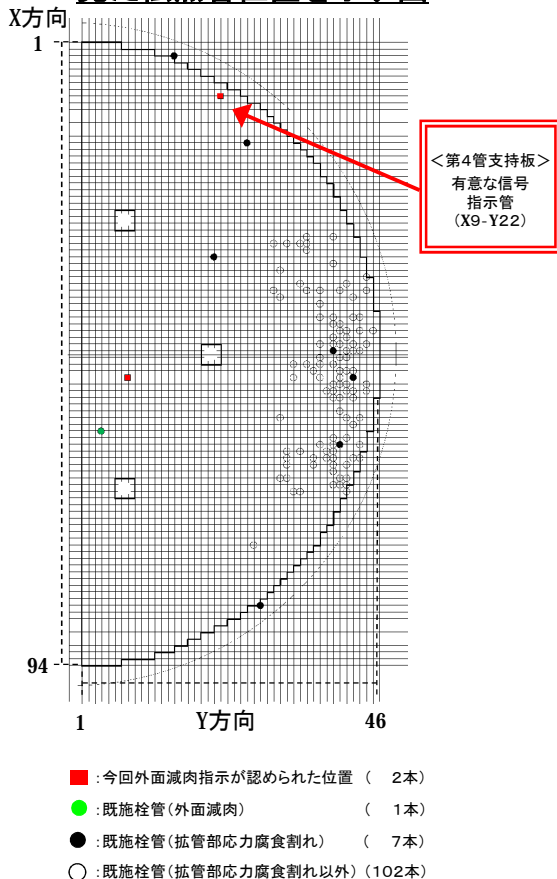 X方向
1
＜第4管支持板＞
有意な信号
指示管
（X9-Y22）
94
1
Y方向
46
:今回外面減肉指示が認められた位置 （ 2本）
:既施栓管（外面減肉） （ 1本）
:既施栓管（拡管部応力腐食割れ） （ 7本）
:既施栓管（拡管部応力腐食割れ以外）（102本）